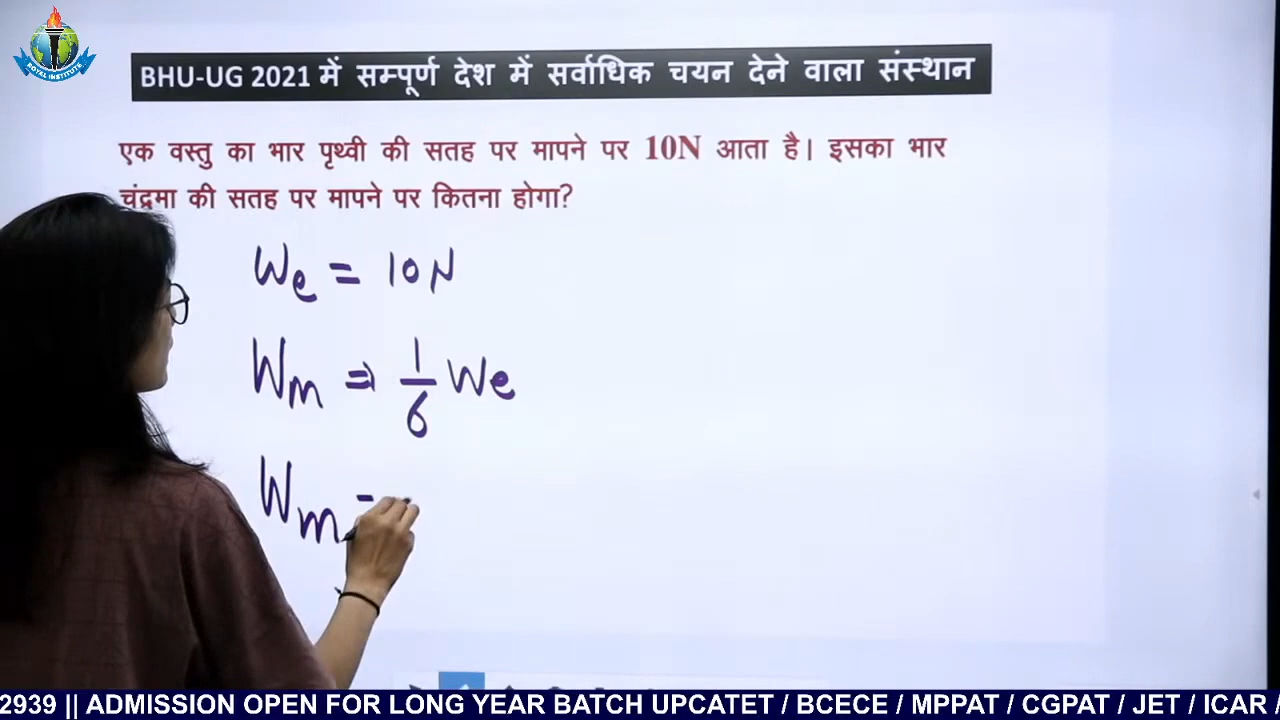 ROYAL INSTITUTE
BHU-UG 2021 में सम्पूर्ण देश में सर्वाधिक चयन देने वाला संस्थान
एक वस्तु का भार पृथ्वी की सतह पर मापने पर 10N आता है। इसका भार
चंद्रमा की सतह पर मापने पर कितना होगा?
We = 10N
Wm ⇒ 1/6 We
Wm =
2939 || ADMISSION OPEN FOR LONG YEAR BATCH UPCATET / BCECE / MPPAT / CGPAT / JET / ICAR /